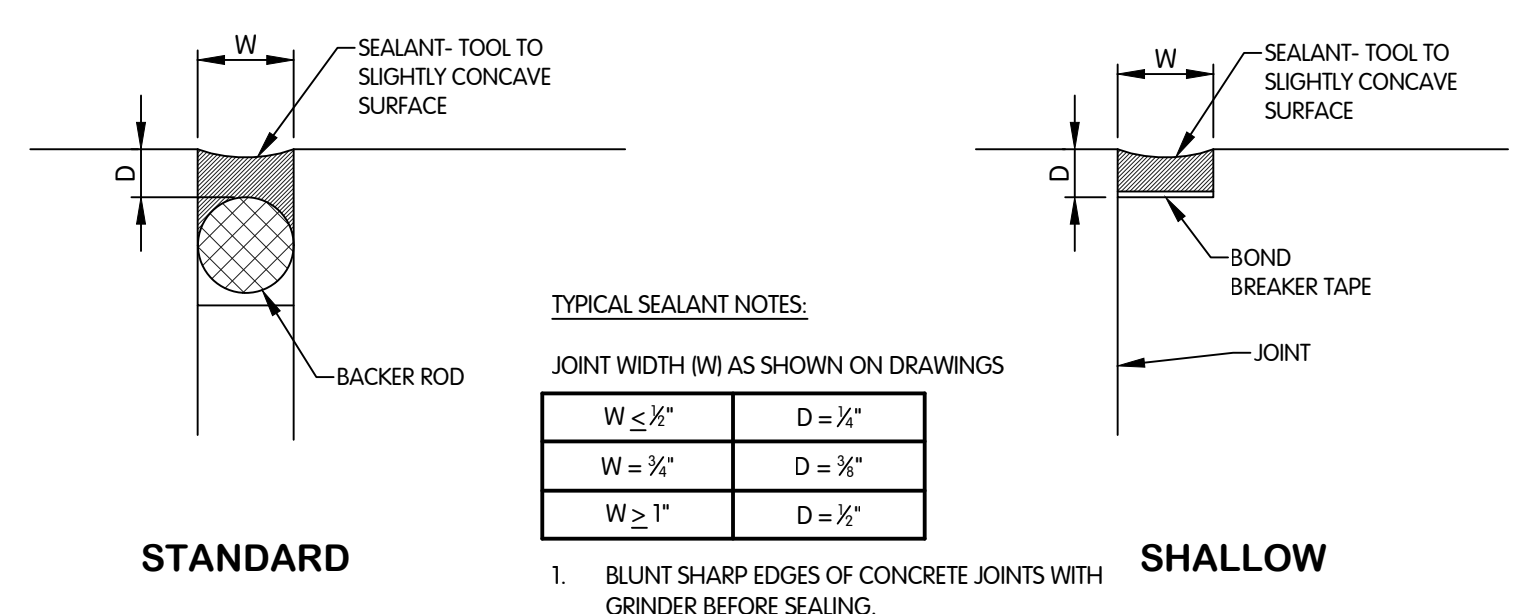 W
SEALANT- TOOL TO
SLIGHTLY CONCAVE
SURFACE
D
BACKER ROD
STANDARD
TYPICAL SEALANT NOTES:
JOINT WIDTH (W) AS SHOWN ON DRAWINGS
W ≤ ½" D = ¼"
W = ¾" D = ⅜"
W ≥ 1" D = ½"
1. BLUNT SHARP EDGES OF CONCRETE JOINTS WITH
GRINDER BEFORE SEALING.
W
SEALANT- TOOL TO
SLIGHTLY CONCAVE
SURFACE
D
BOND
BREAKER TAPE
JOINT
SHALLOW